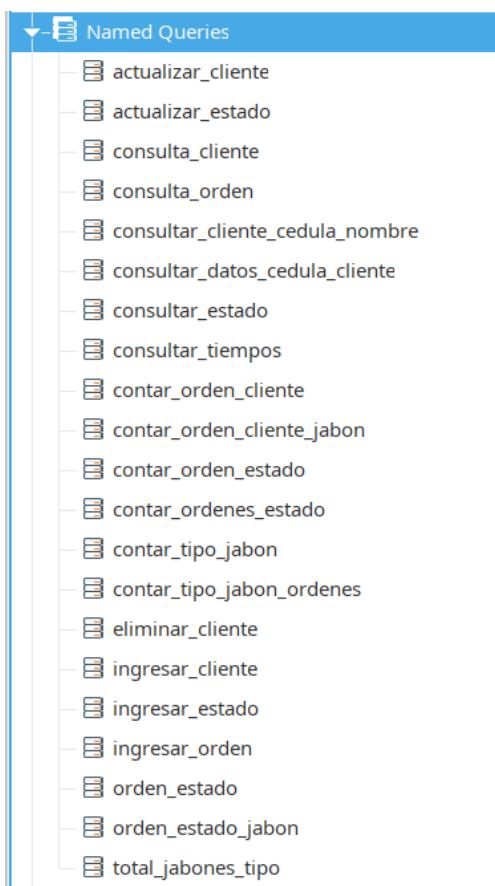 Named Queries
actualizar_cliente
actualizar_estado
consulta_cliente
consulta_orden
consultar_cliente_cedula_nombre
consultar_datos_cedula_cliente
consultar_estado
consultar_tiempos
contar_orden_cliente
contar_orden_cliente_jabon
contar_orden_estado
contar_ordenes_estado
contar_tipo_jabon
contar_tipo_jabon_ordenes
eliminar_cliente
ingresar_cliente
ingresar_estado
ingresar_orden
orden_estado
orden_estado_jabon
total_jabones_tipo